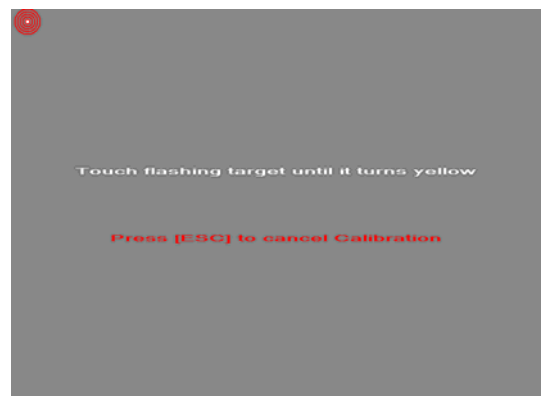 Touch flashing target until it turns yellow
Press [ESC] to cancel Calibration